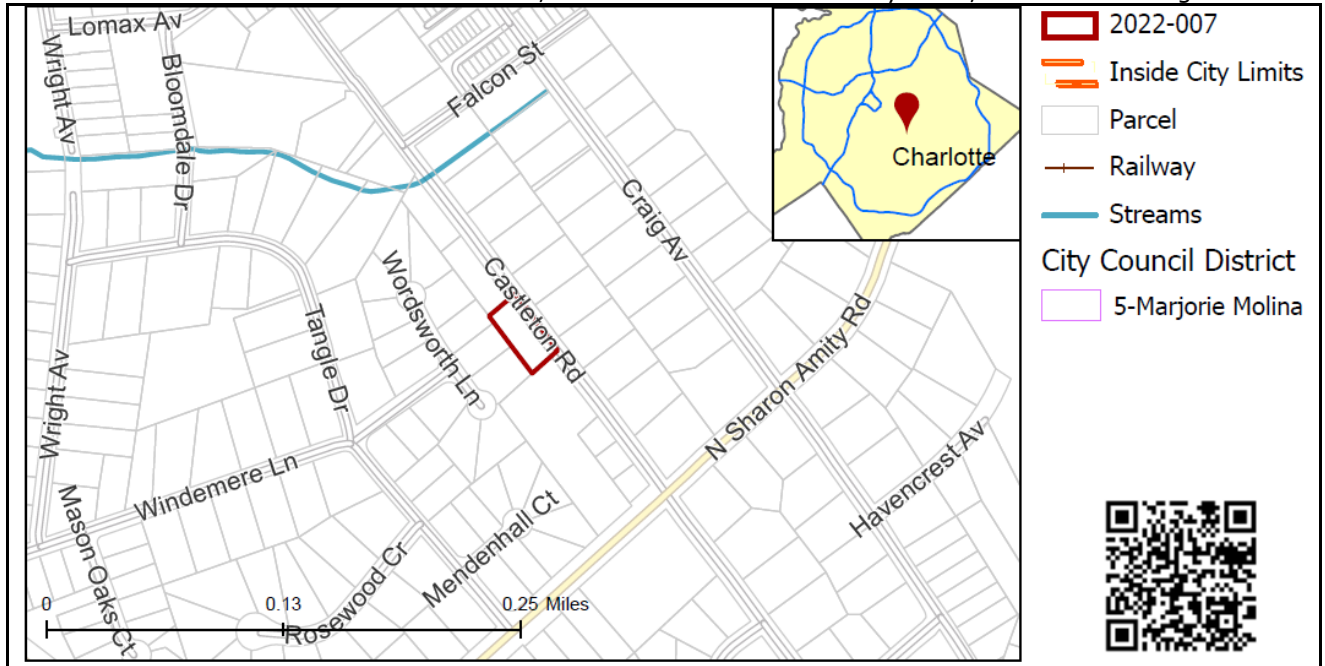 Lomax Av
Wright Av
Bloomdale Dr
Falcon St
Craig Av
Castleton Rd
Wordsworth Ln
Tangle Dr
Wright Av
Windemere Ln
Mason Oaks Ct
Rosewood Cr
Mendenhall Ct
N Sharon Amity Rd
Havencrest Av
0 0.13 0.25 Miles
Charlotte
2022-007
Inside City Limits
Parcel
Railway
Streams
City Council District
5-Marjorie Molina